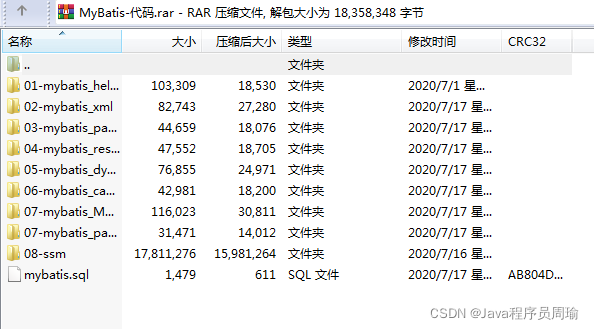 MyBatis-代码.rar - RAR 压缩文件, 解包大小为 18,358,348 字节
名称 大小 压缩后大小 类型 修改时间 CRC32
.. 文件夹
01-mybatis_hel... 103,309 18,530 文件夹 2020/7/1 星...
02-mybatis_xml 82,743 27,280 文件夹 2020/7/17 星...
03-mybatis_pa... 44,659 18,076 文件夹 2020/7/17 星...
04-mybatis_res... 47,552 18,705 文件夹 2020/7/17 星...
05-mybatis_dy... 76,855 24,971 文件夹 2020/7/17 星...
06-mybatis_ca... 42,981 18,200 文件夹 2020/7/17 星...
07-mybatis_M... 116,023 30,811 文件夹 2020/7/17 星...
07-mybatis_pa... 31,471 14,012 文件夹 2020/7/17 星...
08-ssm 17,811,276 15,981,264 文件夹 2020/7/16 星...
mybatis.sql 1,479 611 SQL 文件 2020/7/17 星... AB804D...
CSDN @Java程序员周瑜